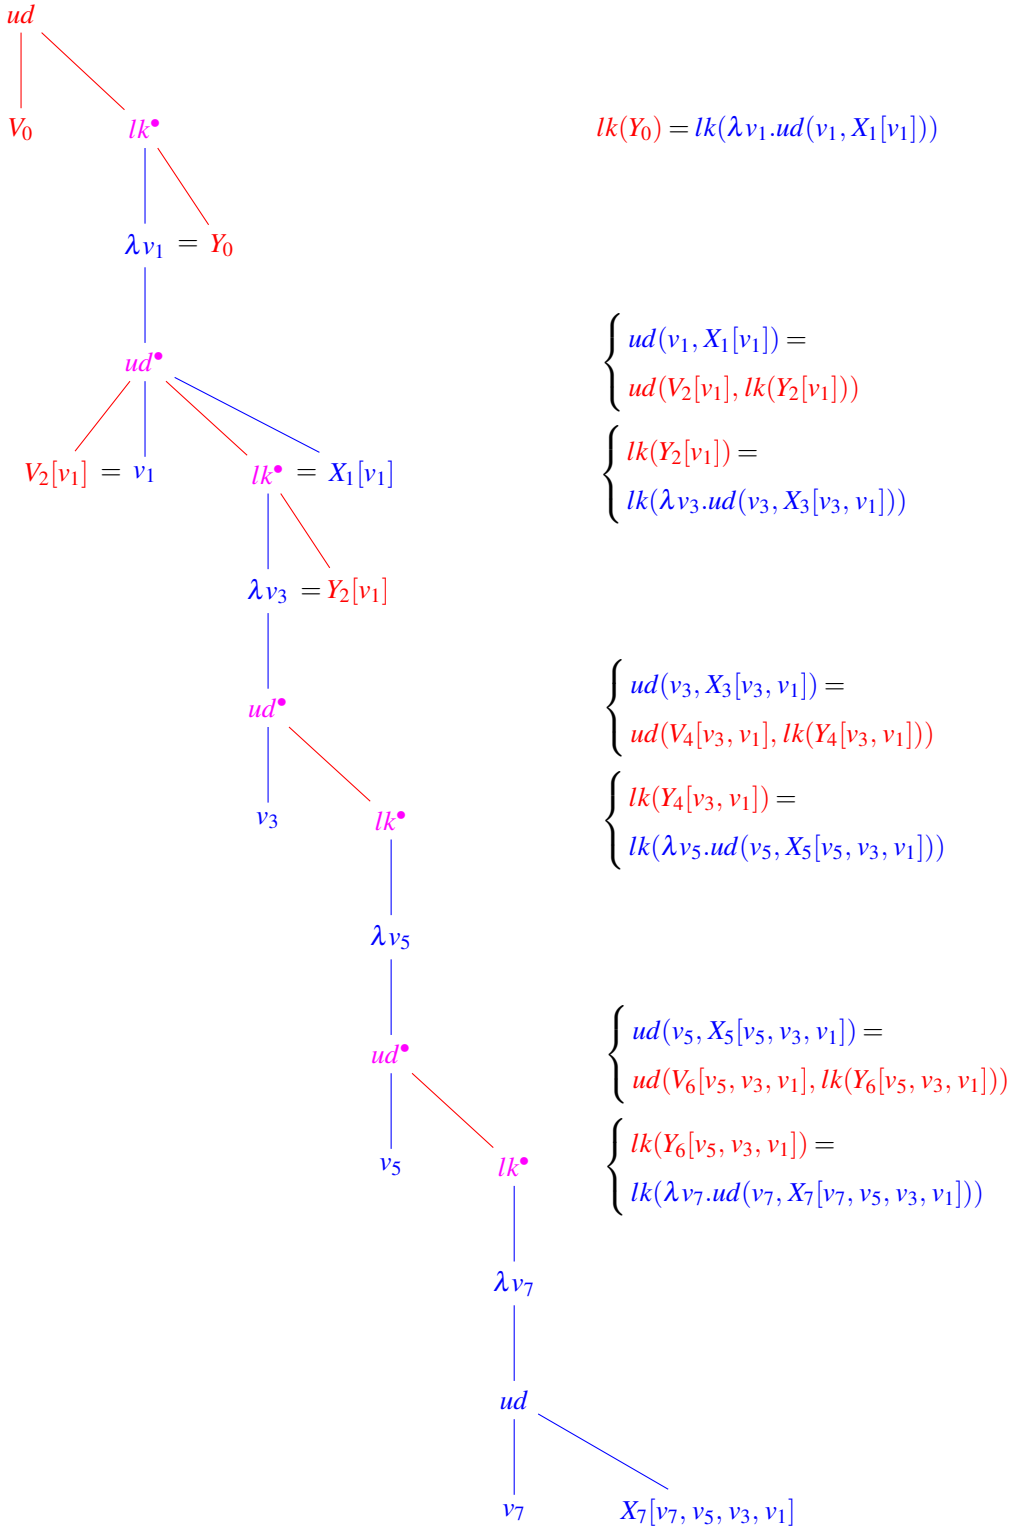 ud
V₀ lk• lk(Y₀) = lk(λv₁.ud(v₁, X₁[v₁]))
λv₁ = Y₀
ud(v₁, X₁[v₁]) =
ud•
ud(V₂[v₁], lk(Y₂[v₁]))
lk(Y₂[v₁]) =
V₂[v₁] = v₁ lk• = X₁[v₁]
lk(λv₃.ud(v₃, X₃[v₃, v₁]))
λv₃ = Y₂[v₁]
ud(v₃, X₃[v₃, v₁]) =
ud•
ud(V₄[v₃, v₁], lk(Y₄[v₃, v₁]))
lk(Y₄[v₃, v₁]) =
v₃ lk•
lk(λv₅.ud(v₅, X₅[v₅, v₃, v₁]))
λv₅
ud(v₅, X₅[v₅, v₃, v₁]) =
ud•
ud(V₆[v₅, v₃, v₁], lk(Y₆[v₅, v₃, v₁]))
lk(Y₆[v₅, v₃, v₁]) =
v₅ lk•
lk(λv₇.ud(v₇, X₇[v₇, v₅, v₃, v₁]))
λv₇
ud
v₇ X₇[v₇, v₅, v₃, v₁]